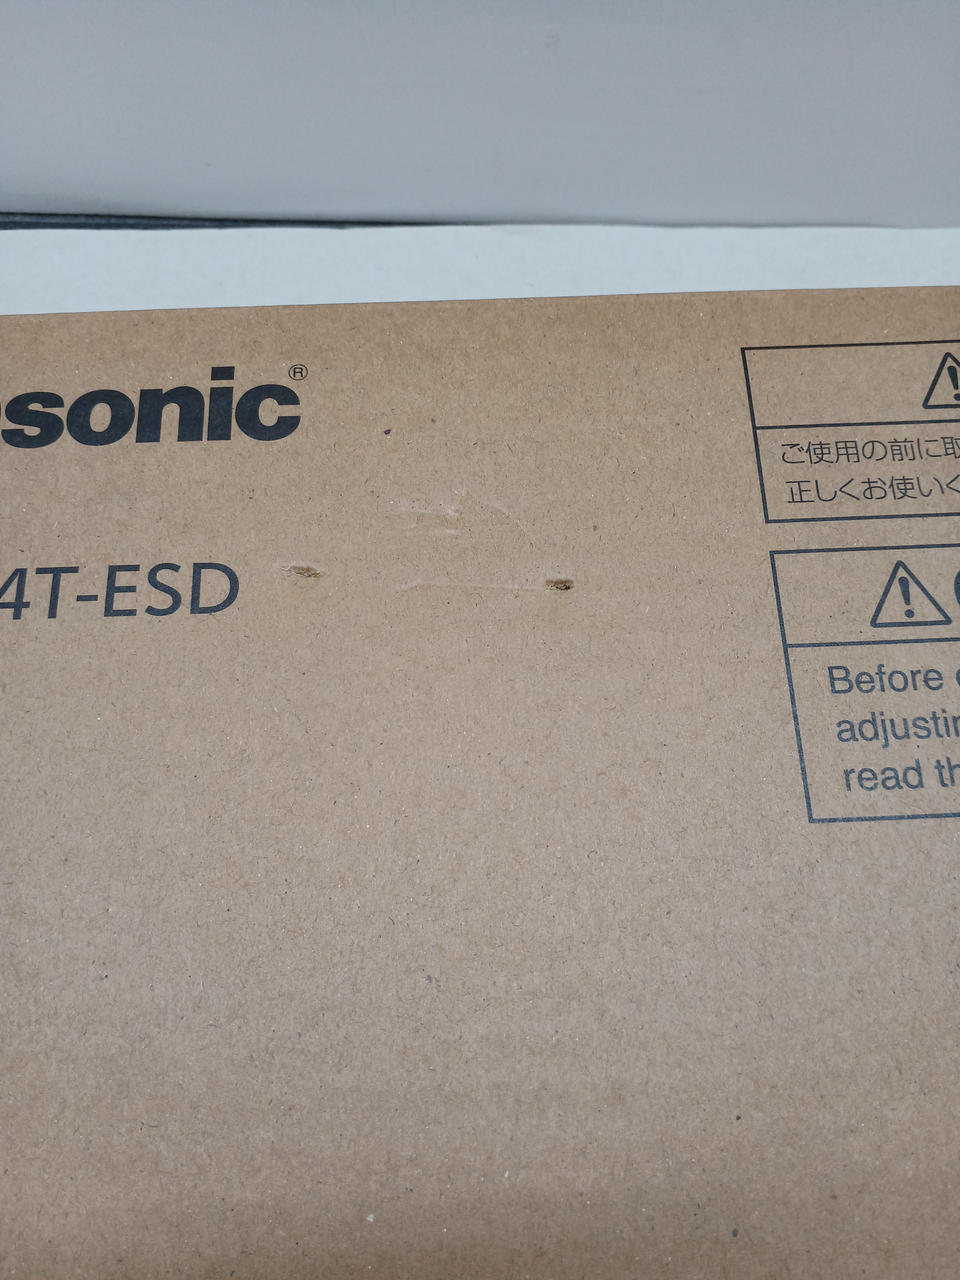 sonic®
4T-ESD
ご使用の前に取
正しくお使いく
Before
adjustin
read th